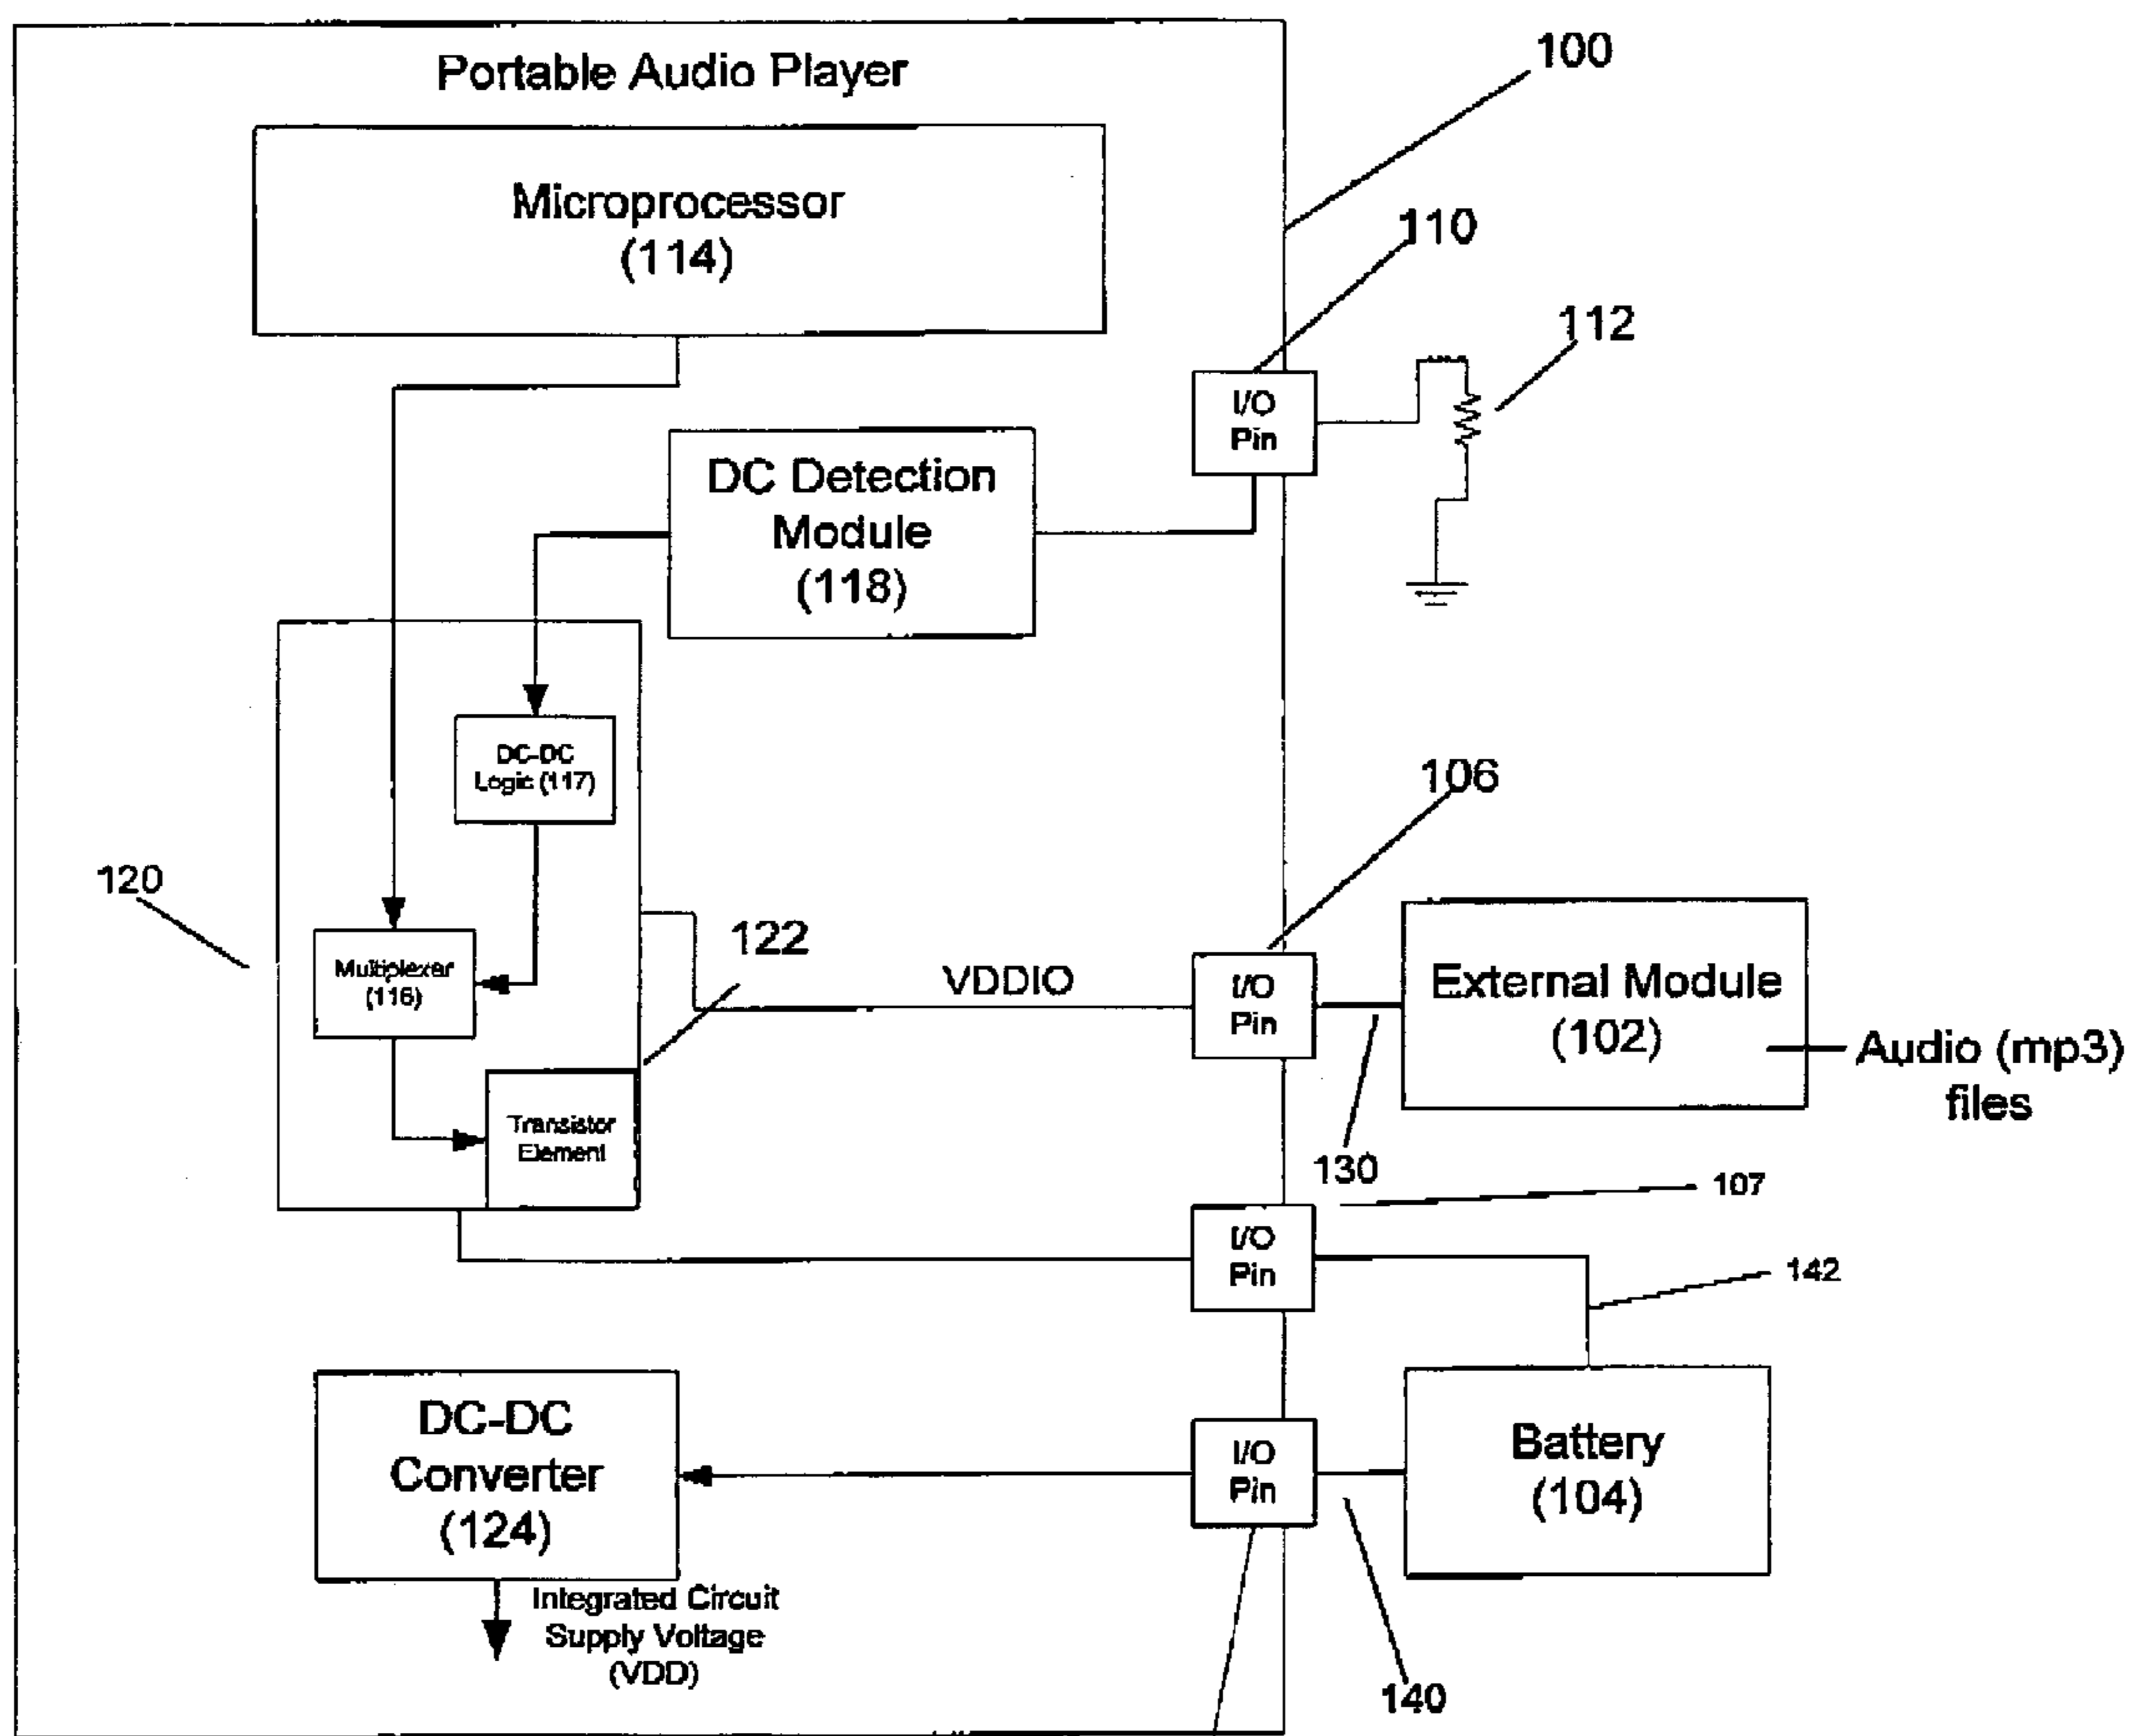 Portable Audio Player
100
Microprocessor
(114)
110
112
I/O
Pin
DC Detection
Module
(118)
DC-DC
Logic (117)
106
120
122
Multiplexer
(116)
VDDIO
I/O
Pin
External Module
(102)
Audio (mp3)
files
Transistor
Element
130
107
I/O
Pin
142
DC-DC
Converter
(124)
I/O
Pin
Battery
(104)
Integrated Circuit
Supply Voltage
(VDD)
140